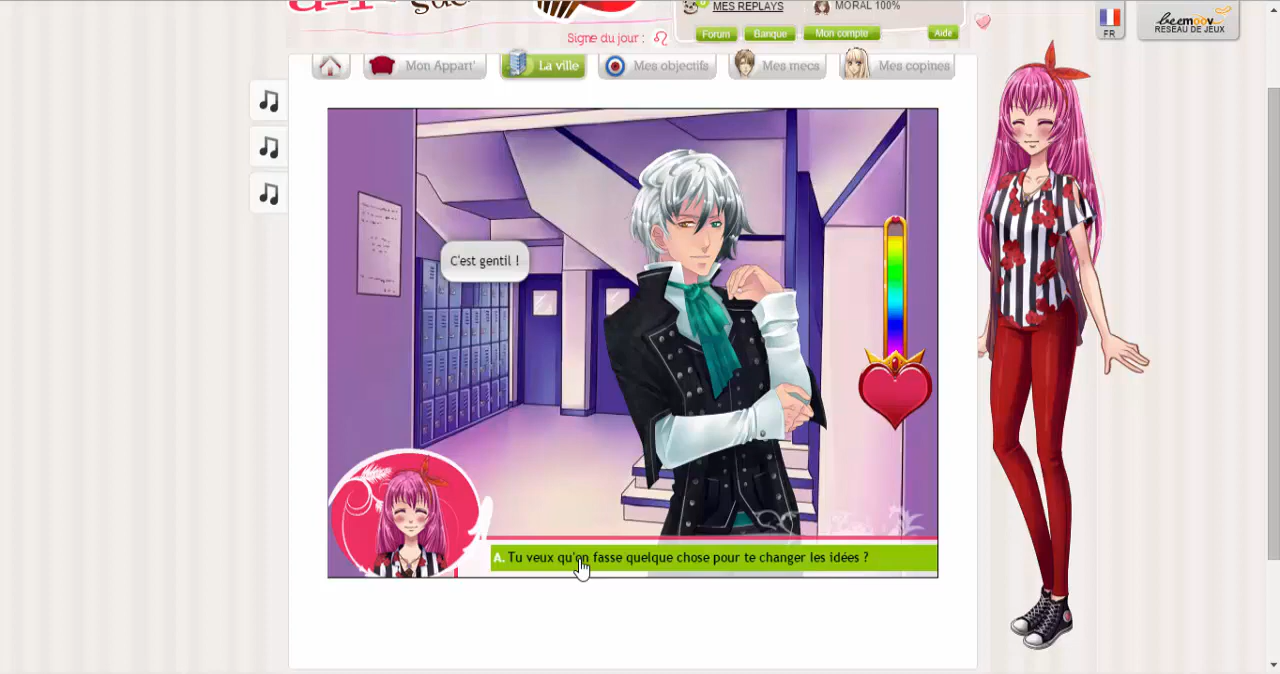 MES REPLAYS
MORAL 100%
Signe du jour :
Forum
Banque
Mon compte
Aide
FR
beemoov
RESEAU DE JEUX
Mon Appart'
La ville
Mes objectifs
Mes mecs
Mes copines
C'est gentil !
A. Tu veux qu'on fasse quelque chose pour te changer les idées ?